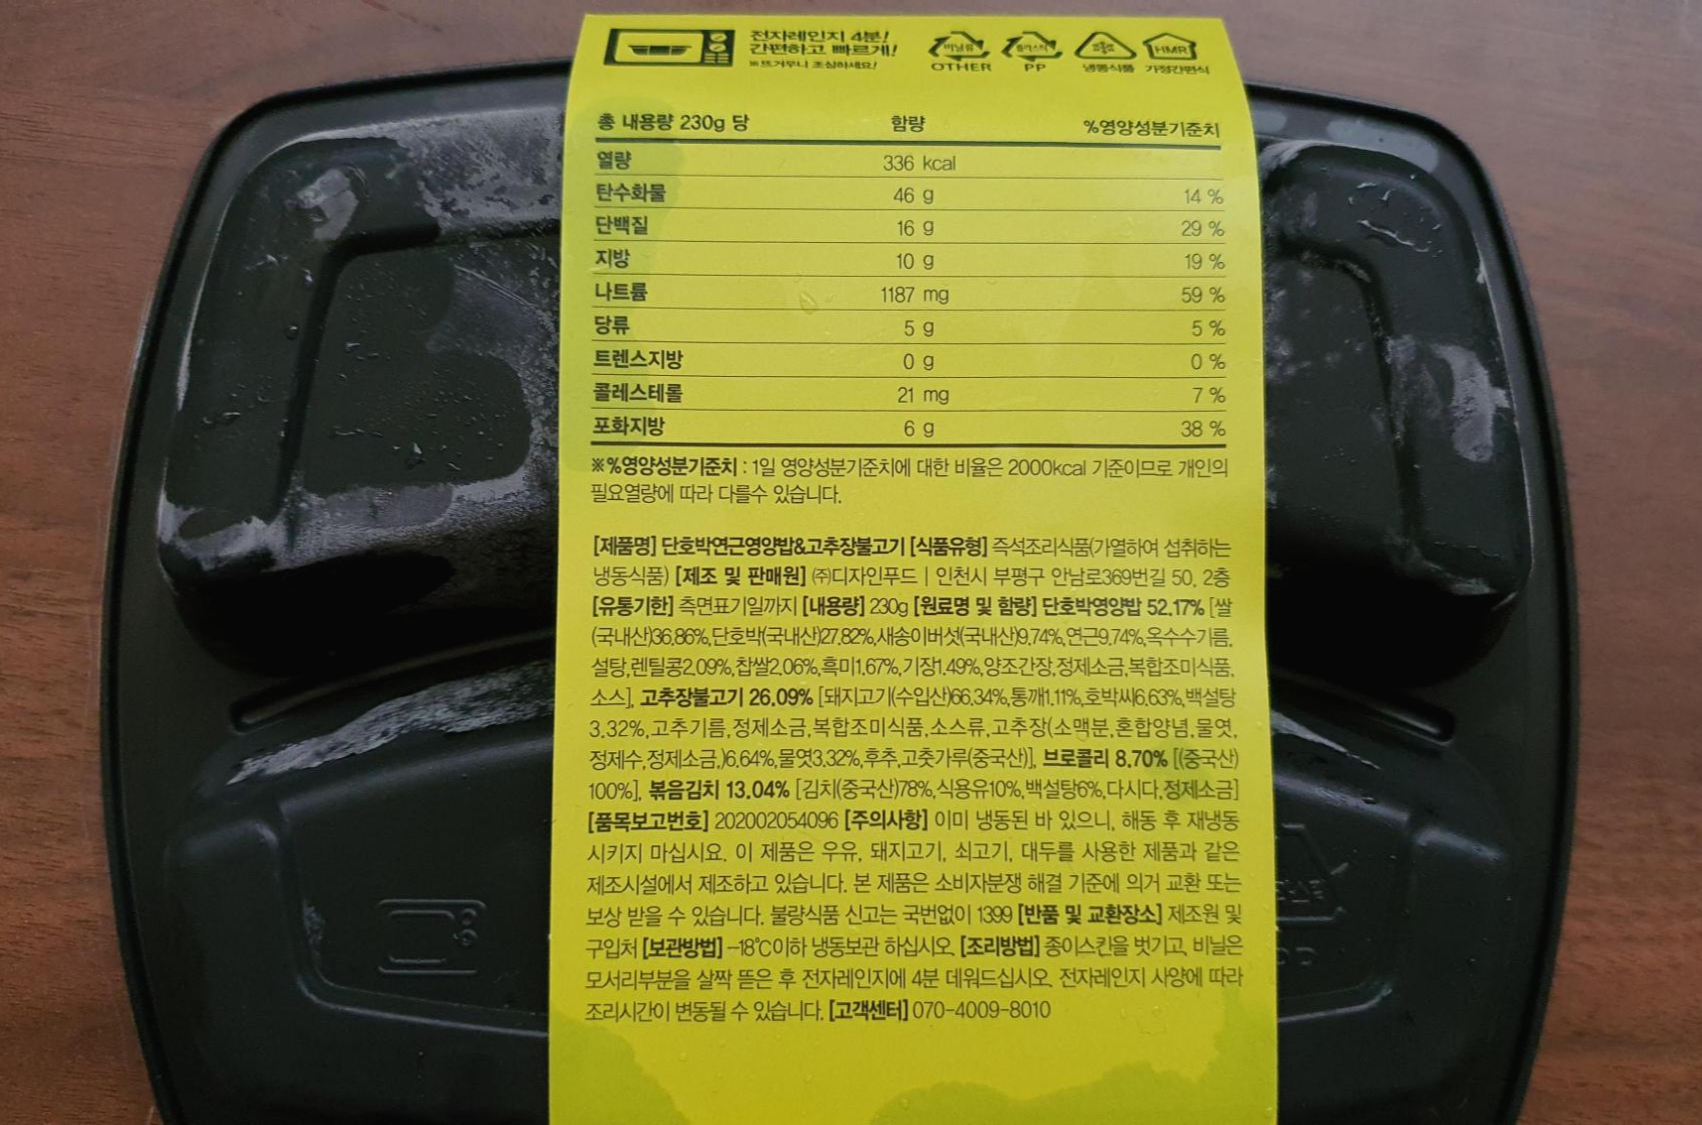 전자레인지 4분!
간편하고 빠르게!
※뜨거우니 조심하세요!
비닐류 플라스틱 HMR
OTHER PP 냉동식품 가정간편식
총 내용량 230g 당 함량 %영양성분기준치
열량 336 kcal
탄수화물 46 g 14 %
단백질 16 g 29 %
지방 10 g 19 %
나트륨 1187 mg 59 %
당류 5 g 5 %
트렌스지방 0 g 0 %
콜레스테롤 21 mg 7 %
포화지방 6 g 38 %
※%영양성분기준치 : 1일 영양성분기준치에 대한 비율은 2000kcal 기준이므로 개인의
필요열량에 따라 다를수 있습니다.
[제품명] 단호박연근영양밥&고추장불고기 [식품유형] 즉석조리식품(가열하여 섭취하는
냉동식품) [제조 및 판매원] ㈜디자인푸드 | 인천시 부평구 안남로369번길 50, 2층
[유통기한] 측면표기일까지 [내용량] 230g [원료명 및 함량] 단호박영양밥 52.17% [쌀
(국내산)36.86%,단호박(국내산)27.82%,새송이버섯(국내산)9.74%,연근9.74%,옥수수기름,
설탕,렌틸콩2.09%,찹쌀2.06%,흑미1.67%,기장1.49%,양조간장,정제소금,복합조미식품,
소스], 고추장불고기 26.09% [돼지고기(수입산)66.34%,통깨1.11%,호박씨6.63%,백설탕
3.32%,고추기름,정제소금,복합조미식품,소스류,고추장(소맥분,혼합양념,물엿,
정제수,정제소금,)6.64%,물엿3.32%,후추,고춧가루(중국산)], 브로콜리 8.70% [(중국산)
100%], 볶음김치 13.04% [김치(중국산)78%,식용유10%,백설탕6%,다시다,정제소금]
[품목보고번호] 202002054096 [주의사항] 이미 냉동된 바 있으니, 해동 후 재냉동
시키지 마십시요. 이 제품은 우유, 돼지고기, 쇠고기, 대두를 사용한 제품과 같은
제조시설에서 제조하고 있습니다. 본 제품은 소비자분쟁 해결 기준에 의거 교환 또는
보상 받을 수 있습니다. 불량식품 신고는 국번없이 1399 [반품 및 교환장소] 제조원 및
구입처 [보관방법] -18℃이하 냉동보관 하십시오. [조리방법] 종이스킨을 벗기고, 비닐은
모서리부분을 살짝 뜯은 후 전자레인지에 4분 데워드십시오. 전자레인지 사양에 따라
조리시간이 변동될 수 있습니다. [고객센터] 070-4009-8010